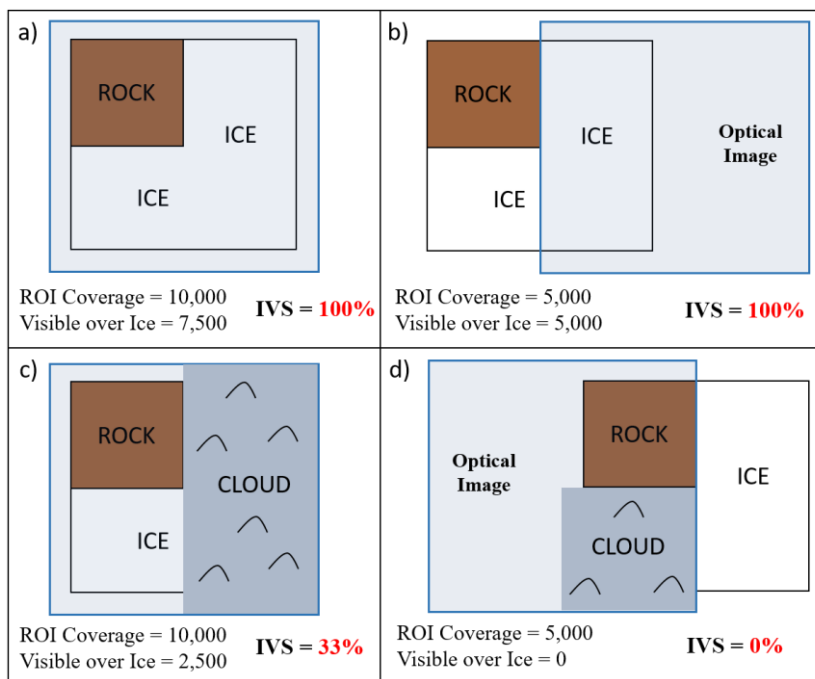 a)
ROCK
ICE
ICE
ROI Coverage = 10,000
Visible over Ice = 7,500
IVS = 100%
b)
ROCK
ICE
Optical
Image
ICE
ROI Coverage = 5,000
Visible over Ice = 5,000
IVS = 100%
c)
ROCK
CLOUD
ICE
ROI Coverage = 10,000
Visible over Ice = 2,500
IVS = 33%
d)
ROCK
Optical
Image
ICE
CLOUD
ROI Coverage = 5,000
Visible over Ice = 0
IVS = 0%